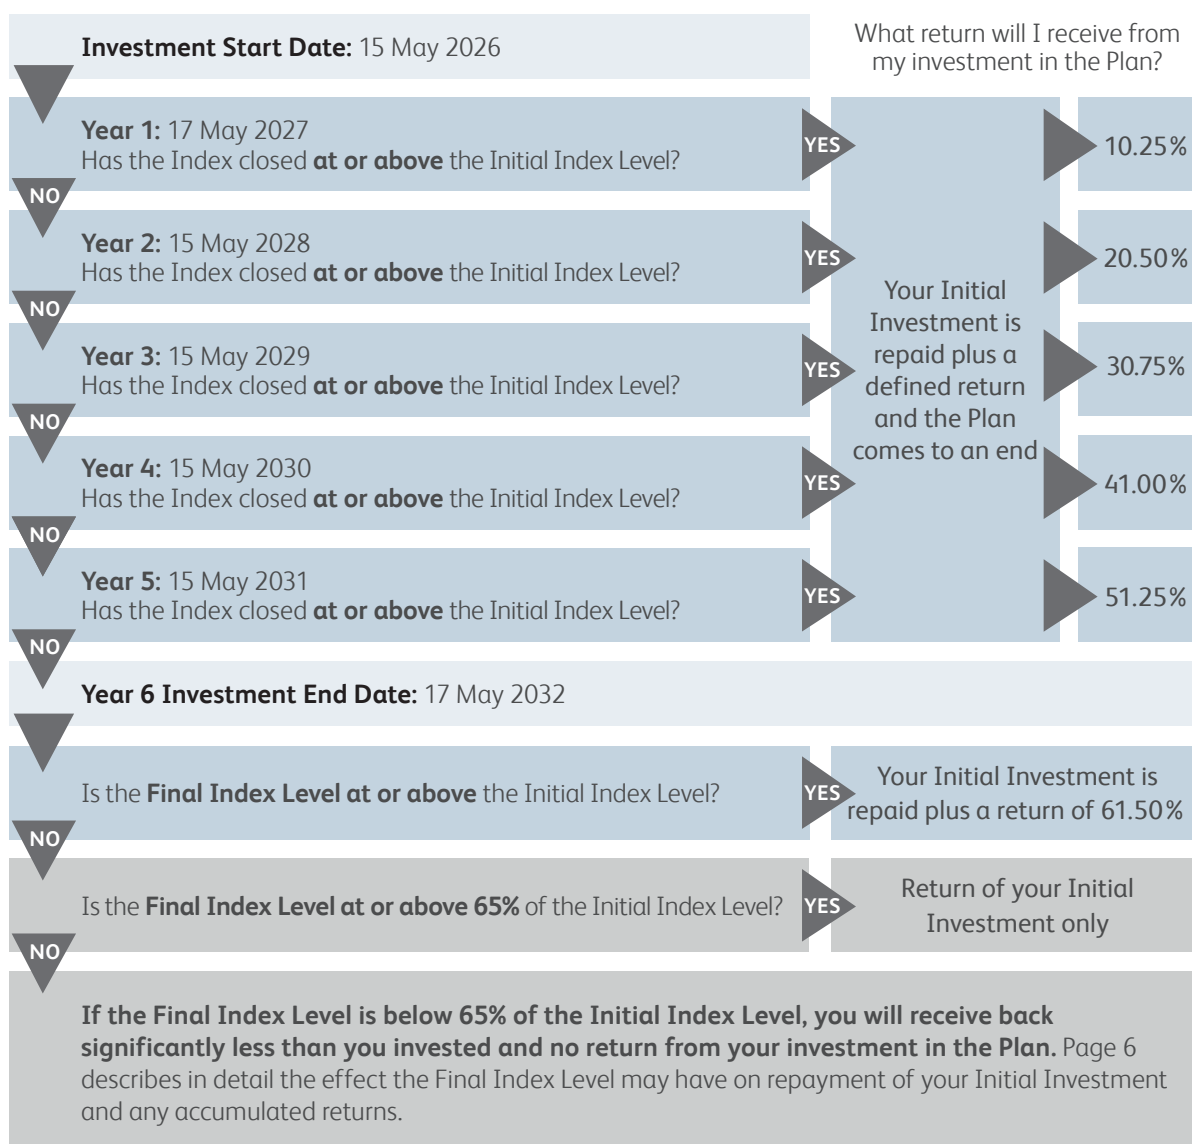 Investment Start Date: 15 May 2026
What return will I receive from
my investment in the Plan?
Year 1: 17 May 2027
Has the Index closed at or above the Initial Index Level?
YES
10.25%
NO
Year 2: 15 May 2028
Has the Index closed at or above the Initial Index Level?
YES
20.50%
NO
Year 3: 15 May 2029
Has the Index closed at or above the Initial Index Level?
YES
30.75%
NO
Year 4: 15 May 2030
Has the Index closed at or above the Initial Index Level?
YES
41.00%
NO
Year 5: 15 May 2031
Has the Index closed at or above the Initial Index Level?
YES
51.25%
NO
Your Initial
Investment is
repaid plus a
defined return
and the Plan
comes to an end
Year 6 Investment End Date: 17 May 2032
Is the Final Index Level at or above the Initial Index Level?
YES
Your Initial Investment is
repaid plus a return of 61.50%
NO
Is the Final Index Level at or above 65% of the Initial Index Level?
YES
Return of your Initial
Investment only
NO
If the Final Index Level is below 65% of the Initial Index Level, you will receive back
significantly less than you invested and no return from your investment in the Plan. Page 6
describes in detail the effect the Final Index Level may have on repayment of your Initial Investment
and any accumulated returns.